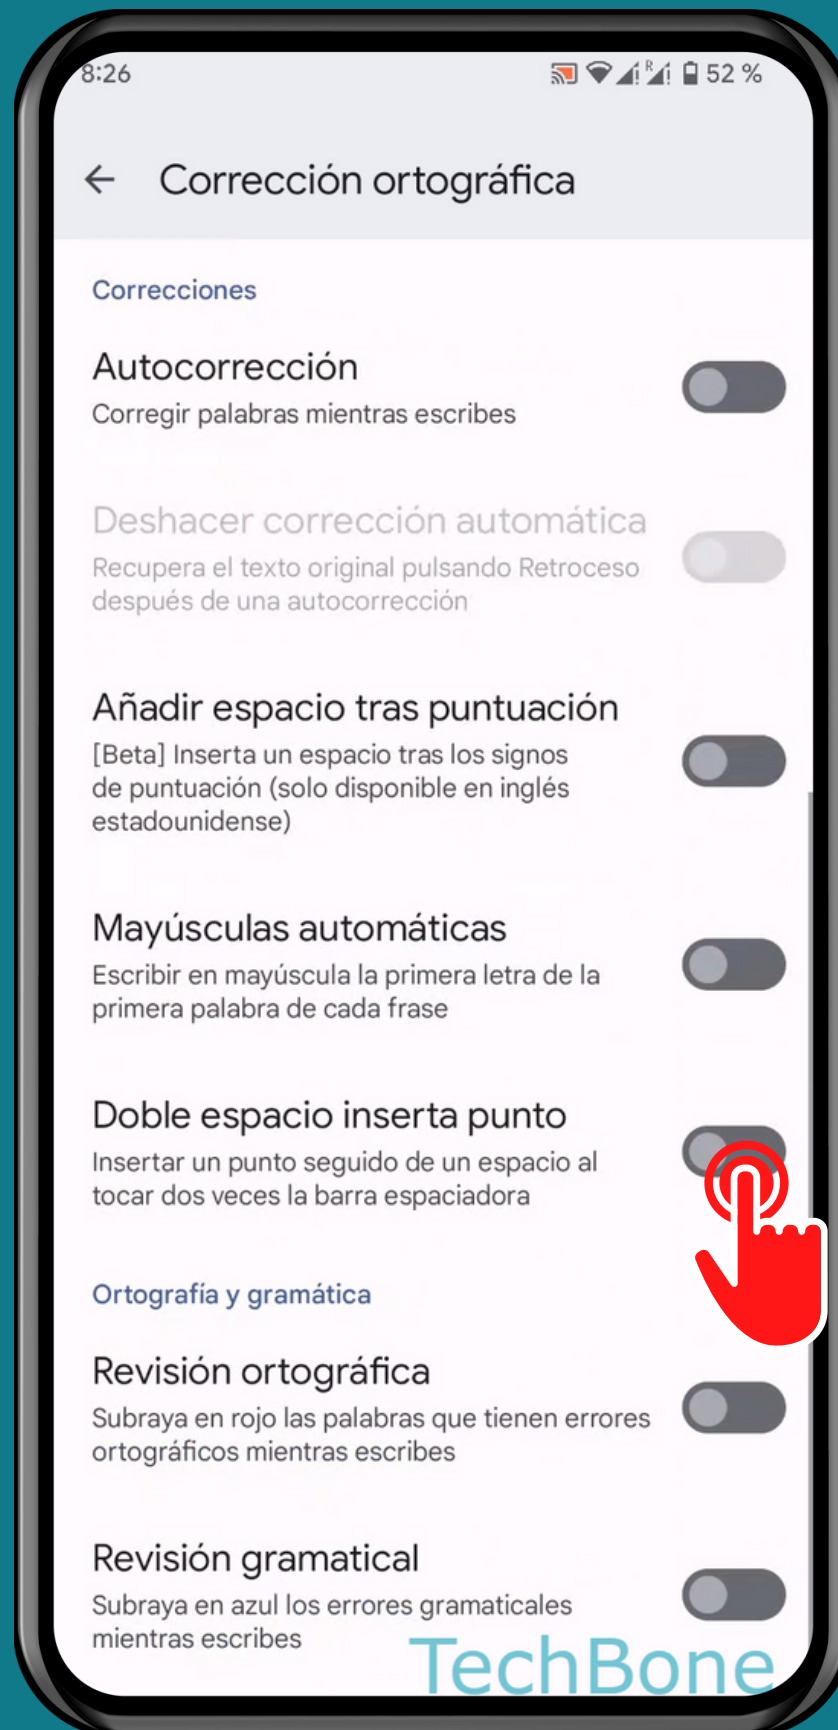 8:26
R
52 %
Corrección ortográfica
Correcciones
Autocorrección
Corregir palabras mientras escribes
Deshacer corrección automática
Recupera el texto original pulsando Retroceso
después de una autocorrección
Añadir espacio tras puntuación
[Beta] Inserta un espacio tras los signos
de puntuación (solo disponible en inglés
estadounidense)
Mayúsculas automáticas
Escribir en mayúscula la primera letra de la
primera palabra de cada frase
Doble espacio inserta punto
Insertar un punto seguido de un espacio al
tocar dos veces la barra espaciadora
Ortografía y gramática
Revisión ortográfica
Subraya en rojo las palabras que tienen errores
ortográficos mientras escribes
Revisión gramatical
Subraya en azul los errores gramaticales
mientras escribes
TechBone